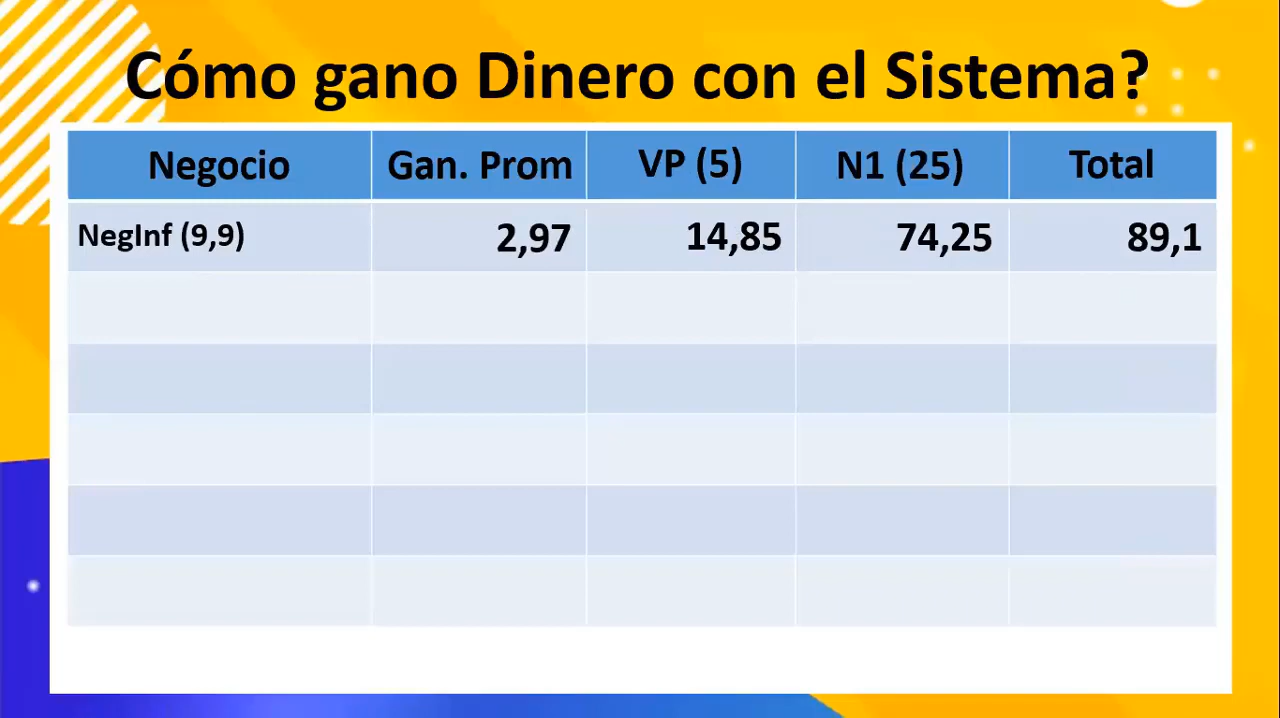 Cómo gano Dinero con el Sistema?
Negocio Gan. Prom VP (5) N1 (25) Total
NegInf (9,9) 2,97 14,85 74,25 89,1